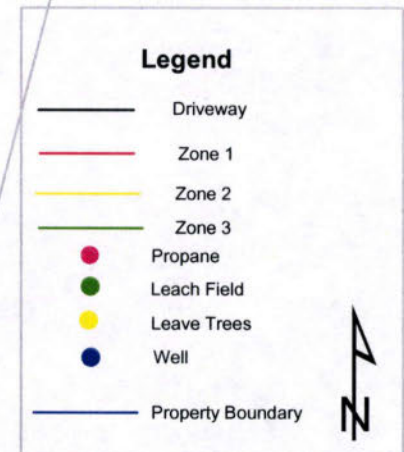 Legend
Driveway
Zone 1
Zone 2
Zone 3
Propane
Leach Field
Leave Trees
Well
Property Boundary
N